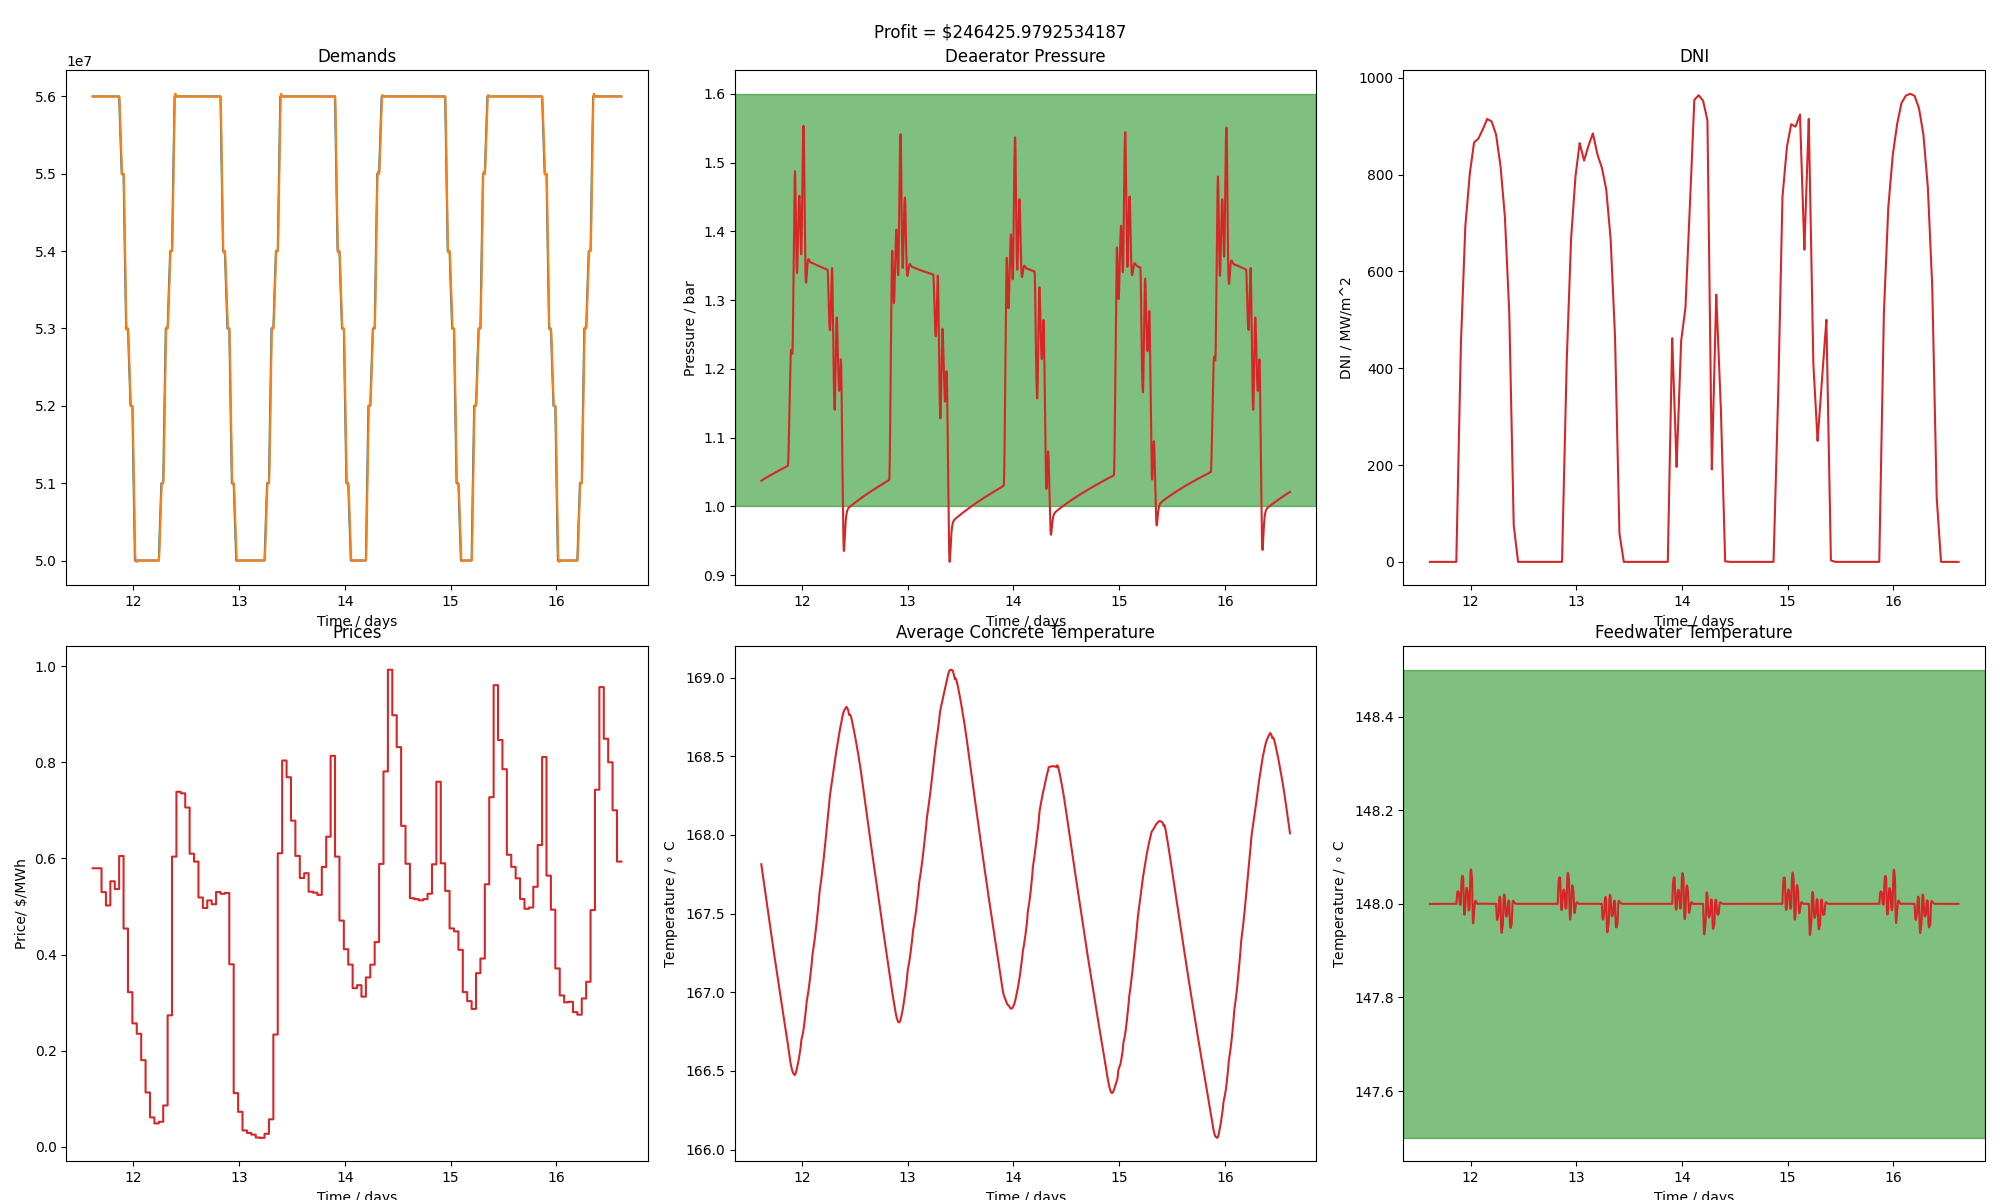 Profit = $246425.9792534187
Demands
1e7
5.6
5.5
5.4
5.3
5.2
5.1
5.0
12 13 14 15 16
Time / days
Deaerator Pressure
Pressure / bar
1.6
1.5
1.4
1.3
1.2
1.1
1.0
0.9
12 13 14 15 16
Time / days
DNI
DNI / MW/m^2
1000
800
600
400
200
0
12 13 14 15 16
Time / days
Prices
Price/ $/MWh
1.0
0.8
0.6
0.4
0.2
0.0
12 13 14 15 16
Time / days
Average Concrete Temperature
Temperature / ∘ C
169.0
168.5
168.0
167.5
167.0
166.5
166.0
12 13 14 15 16
Time / days
Feedwater Temperature
Temperature / ∘ C
148.4
148.2
148.0
147.8
147.6
12 13 14 15 16
Time / days